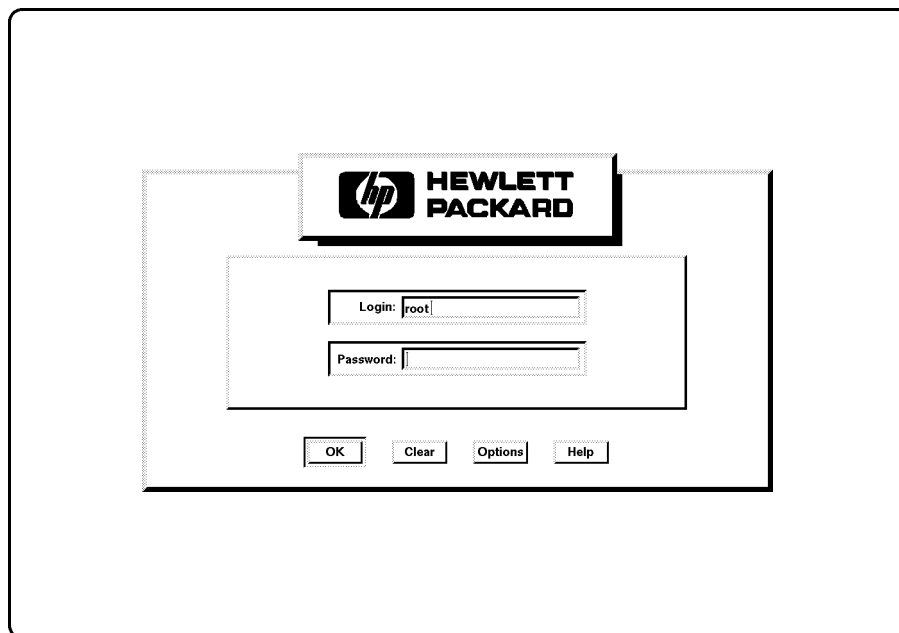 hp HEWLETT
PACKARD
Login: root
Password:
OK Clear Options Help